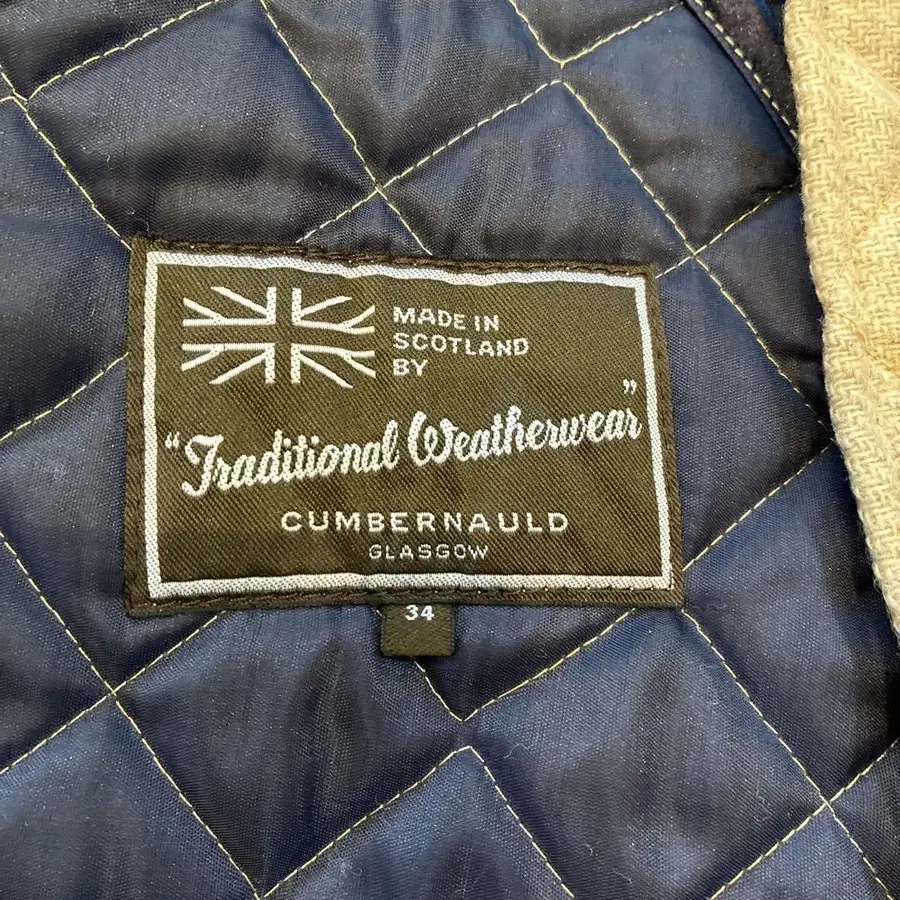 MADE IN
SCOTLAND
BY
"Traditional Weatherwear"
CUMBERNAULD
GLASGOW
34